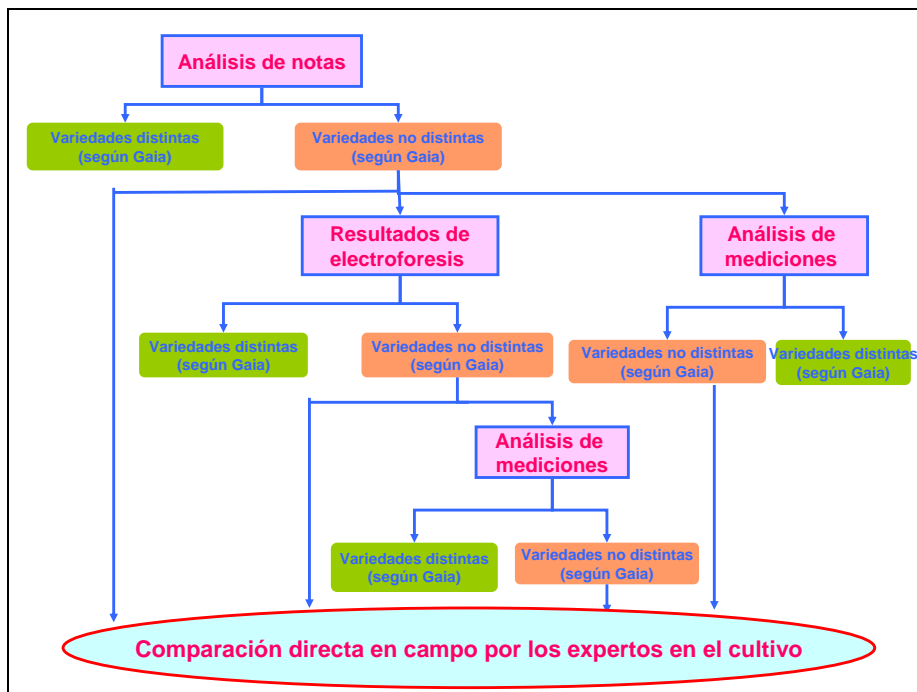 Análisis de notas
Variedades distintas
(según Gaia)
Variedades no distintas
(según Gaia)
Resultados de
electroforesis
Análisis de
mediciones
Variedades distintas
(según Gaia)
Variedades no distintas
(según Gaia)
Variedades no distintas
(según Gaia)
Variedades distintas
(según Gaia)
Análisis de
mediciones
Variedades distintas
(según Gaia)
Variedades no distintas
(según Gaia)
Comparación directa en campo por los expertos en el cultivo